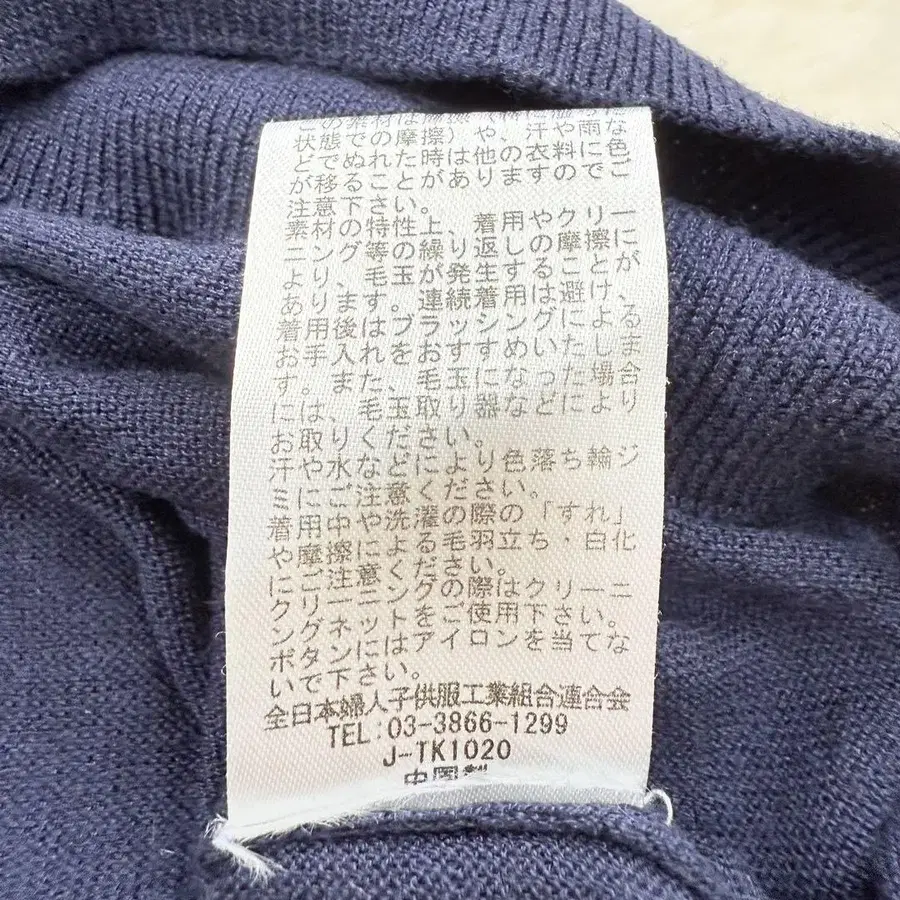 この素材は摩擦
状態での摩擦)や、汗や雨な
どでぬれた時は他の衣料に色
が移ることがありますのでご
注意下さい。
素材の特性上、着用やクリー
ニング等の繰り返しの摩擦に
より、毛玉が発生することが
あります。連続着用は避け、
着用後はブラッシングによる
お手入れをおすすめいたしま
す。また、毛玉になった場合
には、毛玉取り器などにより
お取りください。
汗や水などにより色落ち輪ジ
ミにご注意ください。
着用中や洗濯の際の「すれ」
や摩擦による毛羽立ち・白化
にご注意ください。
クリーニングの際はクリーニ
ングネットをご使用下さい。
ボタンにはアイロンを当てな
いで下さい。
全日本婦人子供服工業組合連合会
TEL:03-3866-1299
J-TK1020
中国製